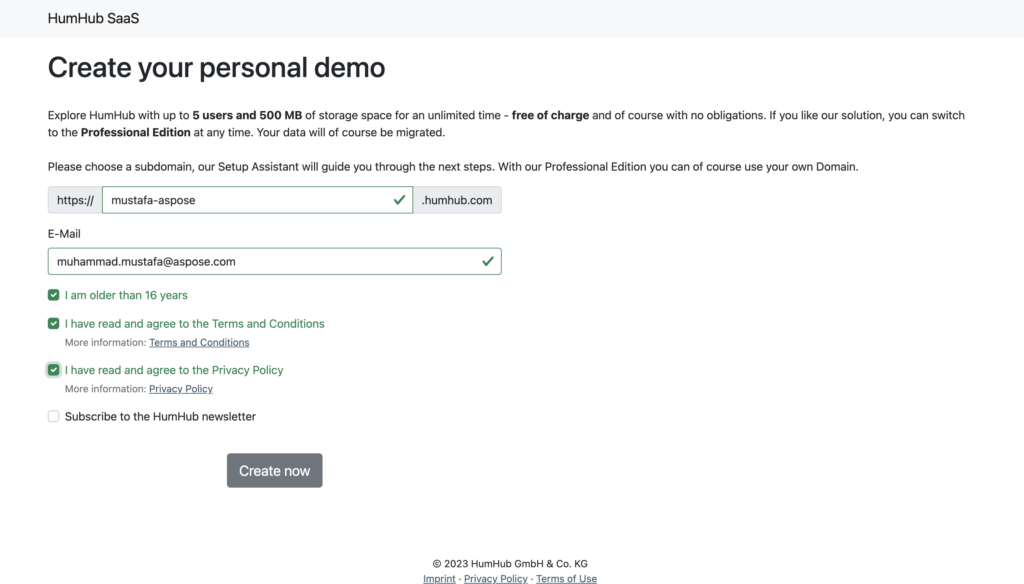 HumHub SaaS
Create your personal demo
Explore HumHub with up to 5 users and 500 MB of storage space for an unlimited time - free of charge and of course with no obligations. If you like our solution, you can switch
to the Professional Edition at any time. Your data will of course be migrated.
Please choose a subdomain, our Setup Assistant will guide you through the next steps. With our Professional Edition you can of course use your own Domain.
https:// mustafa-aspose .humhub.com
E-Mail
muhammad.mustafa@aspose.com
I am older than 16 years
I have read and agree to the Terms and Conditions
More information: Terms and Conditions
I have read and agree to the Privacy Policy
More information: Privacy Policy
Subscribe to the HumHub newsletter
Create now
© 2023 HumHub GmbH & Co. KG
Imprint · Privacy Policy · Terms of Use